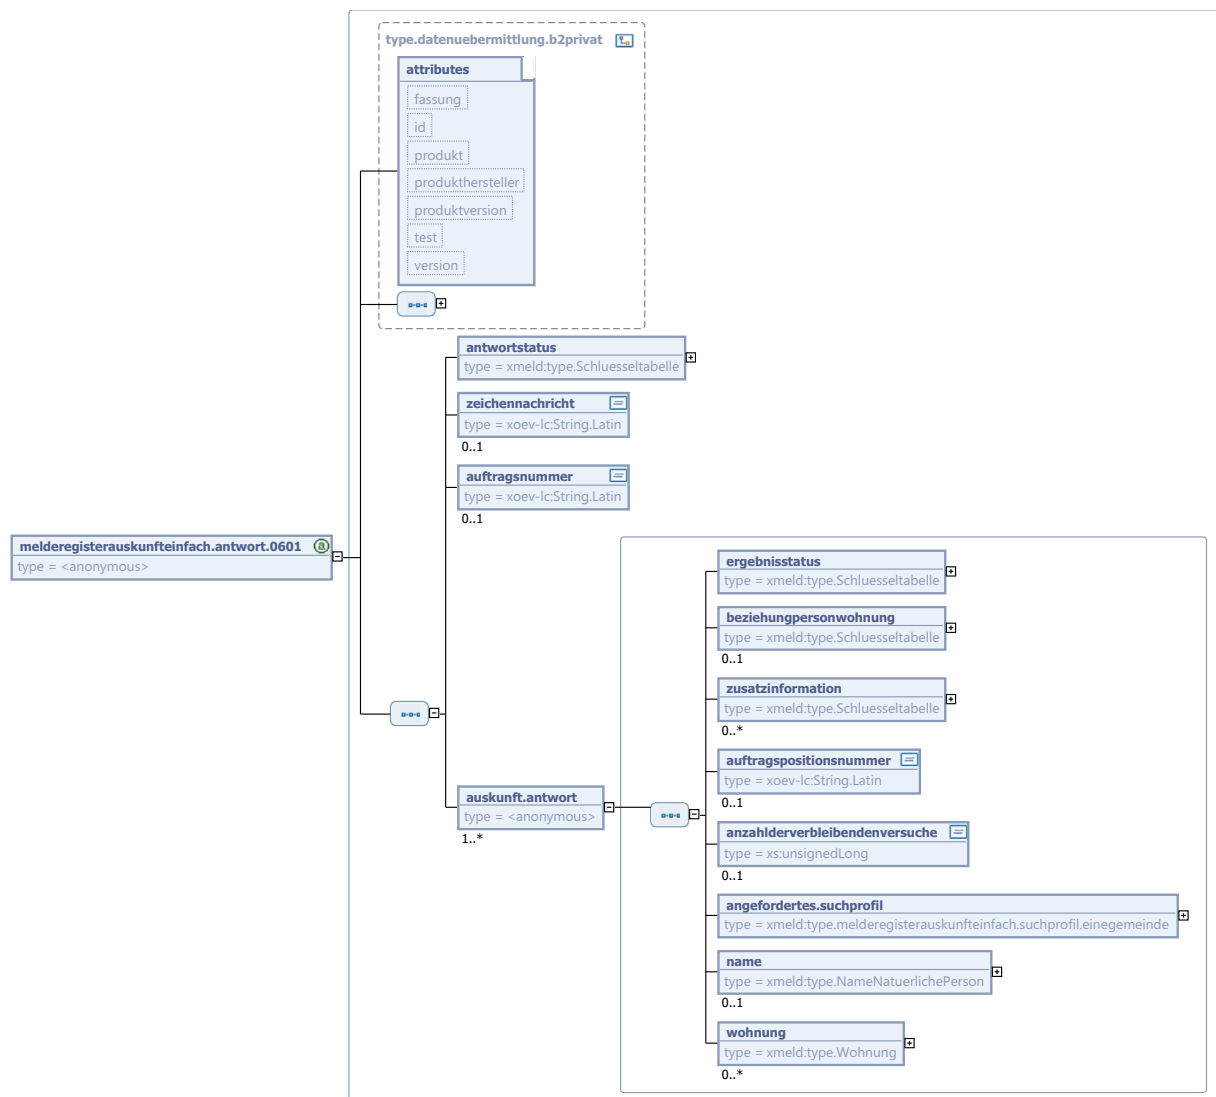 type.datenuebermittlung.b2privat
attributes
fassung
id
produkt
produkthersteller
produktversion
test
version
antwortstatus
type = xmeld:type.Schluesseltabelle
zeichennachricht
type = xoev-lc:String.Latin
0..1
auftragsnummer
type = xoev-lc:String.Latin
0..1
melderegisterauskunfteinfach.antwort.0601
type = <anonymous>
auskunft.antwort
type = <anonymous>
1..*
ergebnisstatus
type = xmeld:type.Schluesseltabelle
beziehungpersonwohnung
type = xmeld:type.Schluesseltabelle
0..1
zusatzinformation
type = xmeld:type.Schluesseltabelle
0..*
auftragspositionsnummer
type = xoev-lc:String.Latin
0..1
anzahlderverbleibendenversuche
type = xs:unsignedLong
0..1
angefordertes.suchprofil
type = xmeld:type.melderegisterauskunfteinfach.suchprofil.einegemeinde
name
type = xmeld:type.NameNatuerlichePerson
0..1
wohnung
type = xmeld:type.Wohnung
0..*